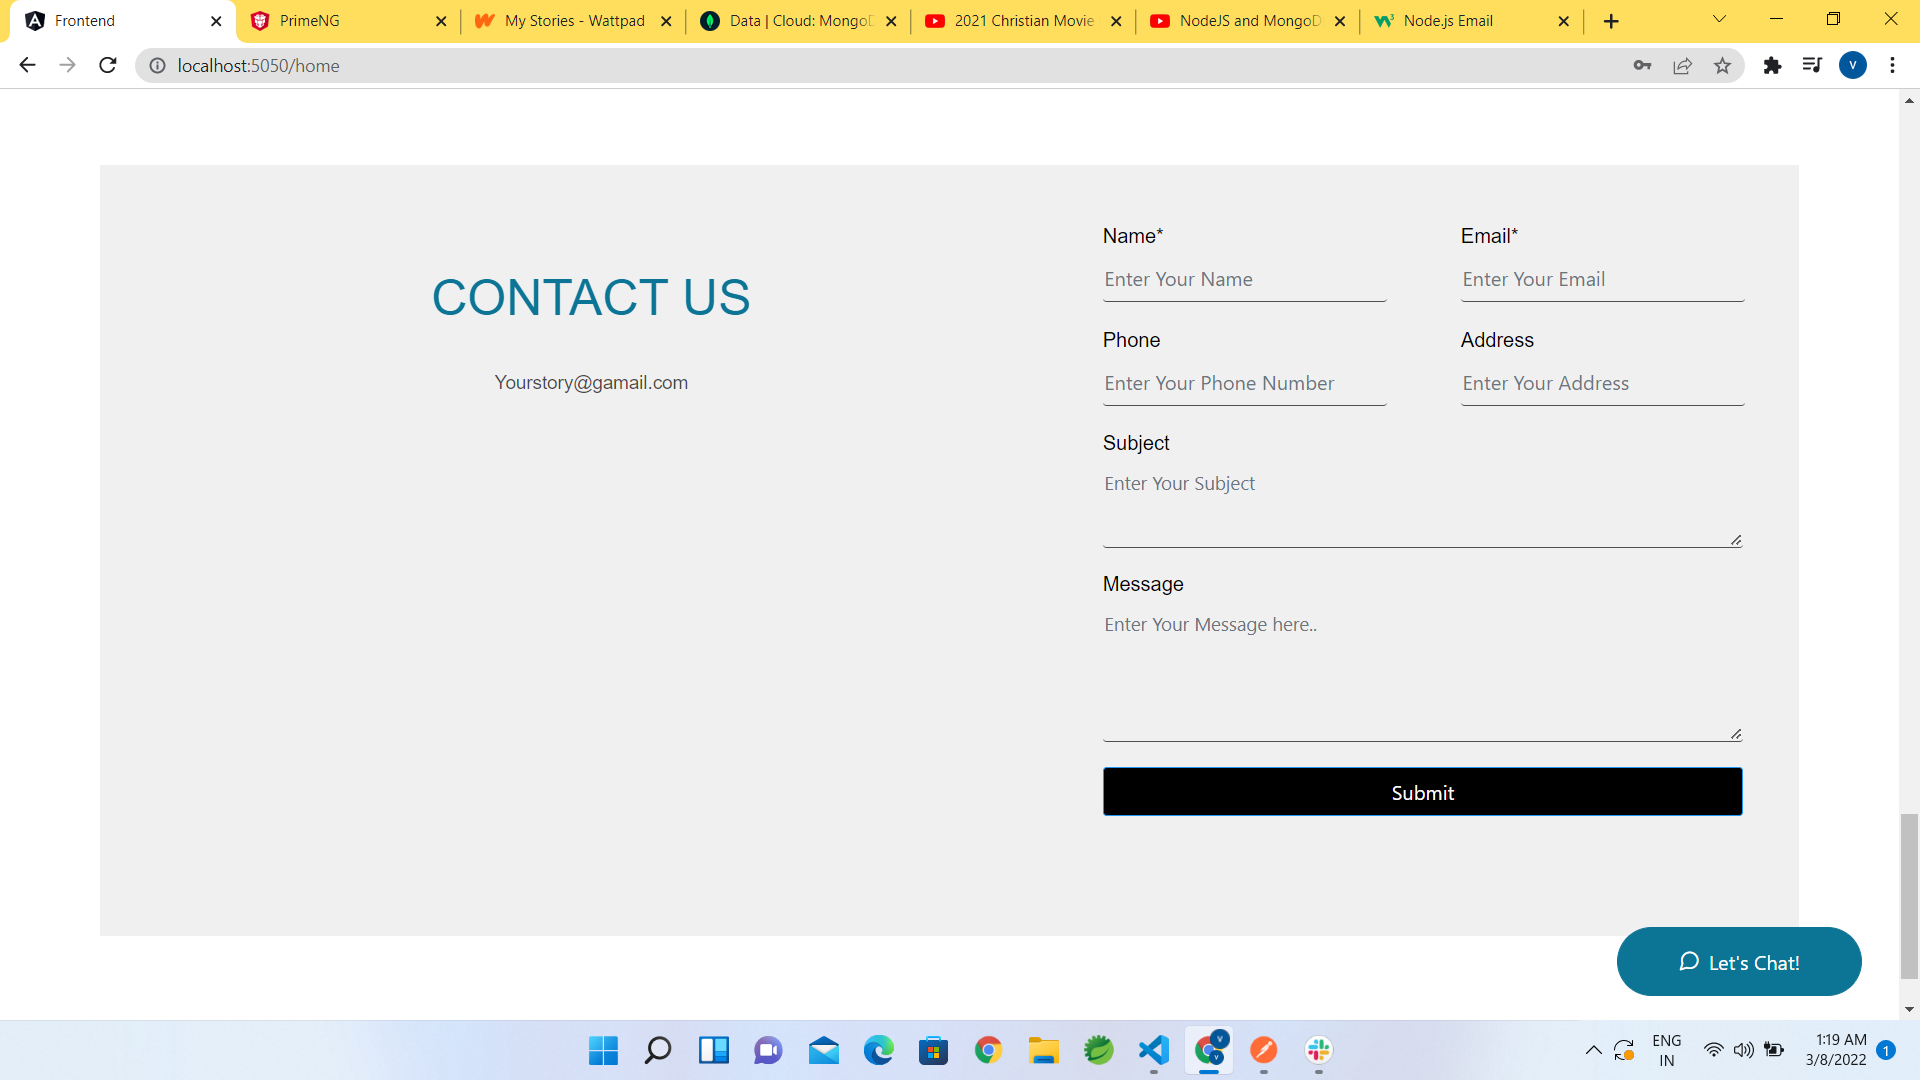 Frontend
PrimeNG
My Stories - Wattpad
Data | Cloud: MongoD
2021 Christian Movie
NodeJS and MongoD
Node.js Email
localhost:5050/home
V
CONTACT US
Yourstory@gamail.com
Name*
Email*
Enter Your Name
Enter Your Email
Phone
Address
Enter Your Phone Number
Enter Your Address
Subject
Enter Your Subject
Message
Enter Your Message here..
Submit
Let's Chat!
ENG
IN
1:19 AM
3/8/2022
1